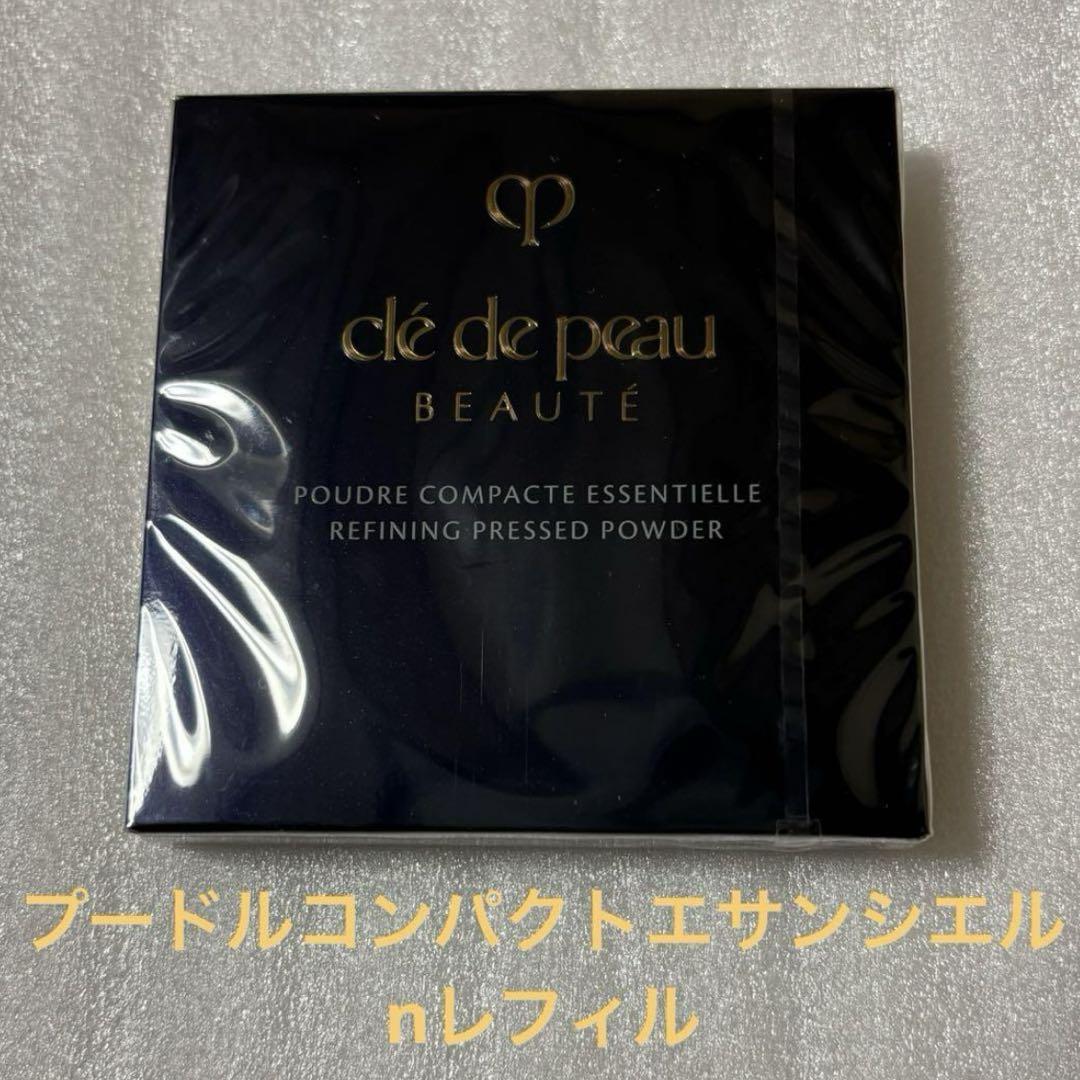 clé de peau
BEAUTÉ
POUDRE COMPACTE ESSENTIELLE
REFINING PRESSED POWDER
プードルコンパクトエサンシエル
nレフィル